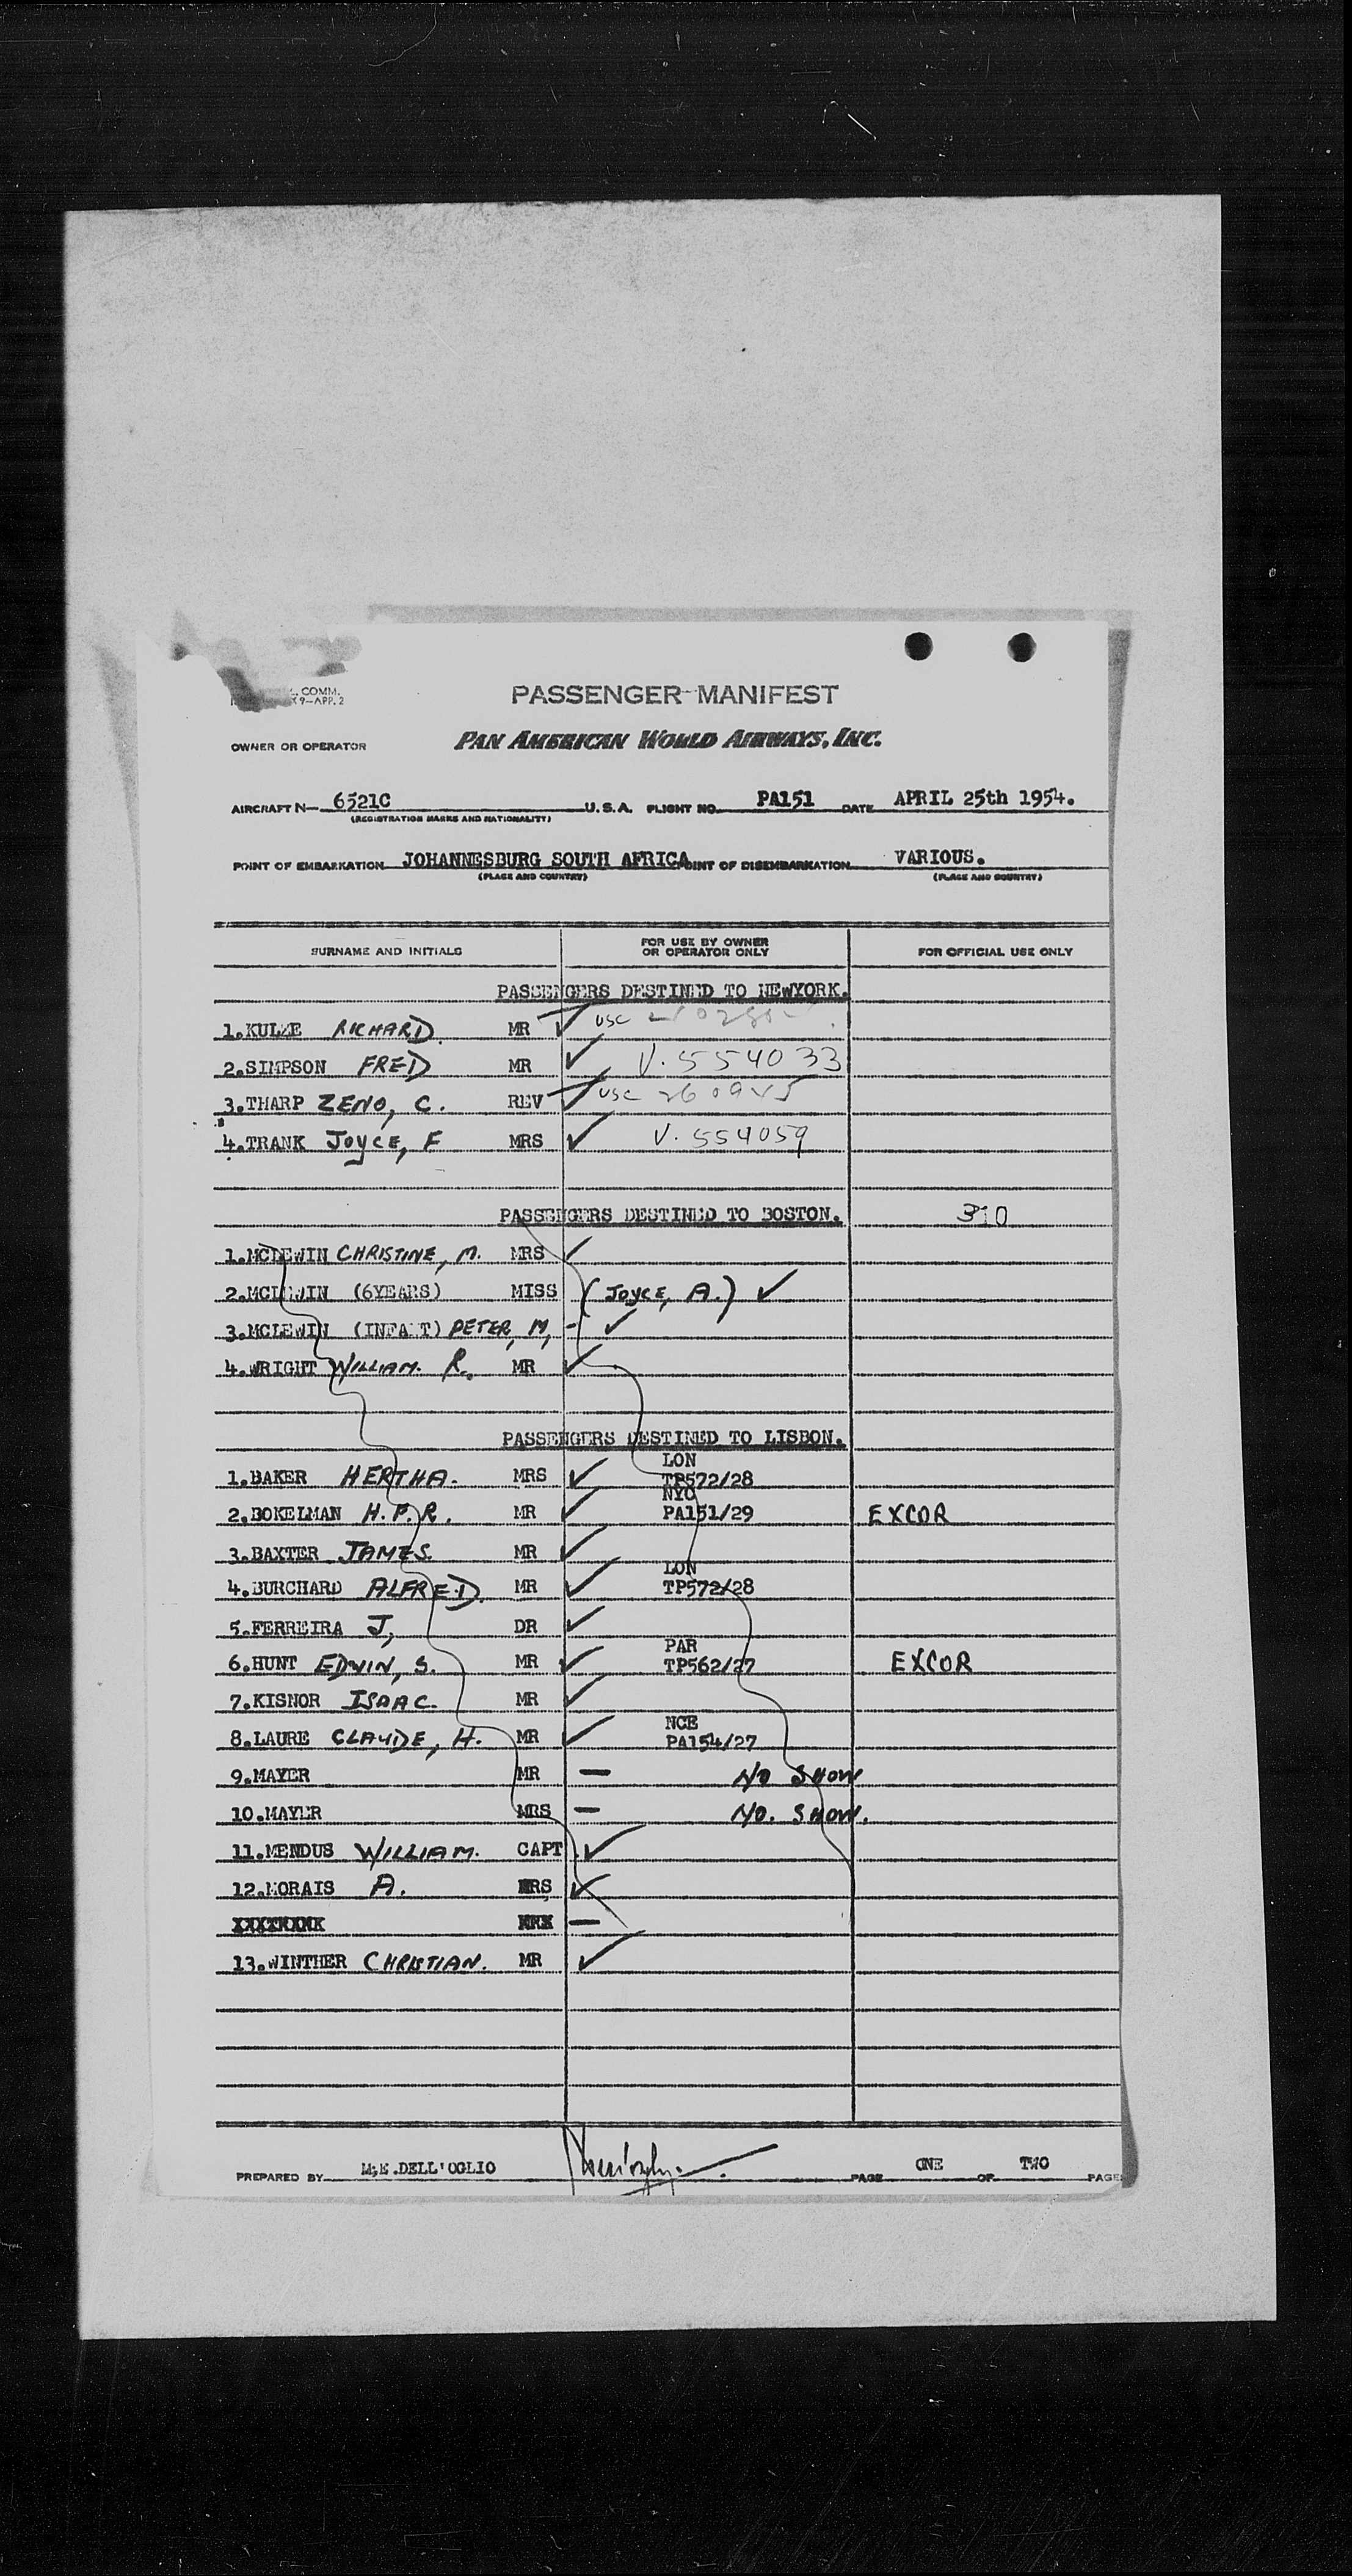 COMM.
9-APP. 2
PASSENGER MANIFEST
OWNER OR OPERATOR PAN AMERICAN WORLD AIRWAYS, INC.
AIRCRAFT N— 6521C U.S.A. FLIGHT NO. PA151 DATE APRIL 25th 1954.
(REGISTRATION MARKS AND NATIONALITY)
POINT OF EMBARKATION JOHANNESBURG SOUTH AFRICA POINT OF DISEMBARKATION VARIOUS.
(PLACE AND COUNTRY) (PLACE AND COUNTRY)
SURNAME AND INITIALS FOR USE BY OWNER OR OPERATOR ONLY FOR OFFICIAL USE ONLY
PASSENGERS DESTINED TO NEWYORK.
1.KULZE RICHARD MR ✓ USC
2.SIMPSON FRED MR ✓ V. 554033
3.THARP ZENO, C. REV ✓ USC
4.TRANK JOYCE, F MRS ✓ V. 554059
PASSENGERS DESTINED TO BOSTON. 310
1.MCLEWIN CHRISTINE, M. MRS ✓
2.MCLEWIN (6YEARS) MISS (JOYCE, A.) ✓
3.MCLEWIN (INFANT) PETER, M, - ✓
4.WRIGHT WILLIAM. R. MR ✓
PASSENGERS DESTINED TO LISBON.
LON
1.BAKER HERTHA. MRS ✓ TP572/28
NYC
2.BOKELMAN H.P.R. MR ✓ PA151/29 EXCOR
3.BAXTER JAMES. MR ✓
LON
4.BURCHARD ALFRED. MR ✓ TP572/28
5.FERREIRA J, DR ✓
PAR
6.HUNT EDWIN, S. MR ✓ TP562/27 EXCOR
7.KISNOR ISAAC. MR ✓
NCE
8.LAURE CLAUDE, H. MR ✓ PA154/27
9.MAYER MR — NO SHOW
10.MAYER MRS — NO. SHOW.
11.MENDUS WILLIAM. CAPT ✓
12.MORAIS A. MRS ✓
13.WINTHER CHRISTIAN. MR ✓
PREPARED BY M.E.DELL'OGLIO PAGE ONE OF TWO PAGE